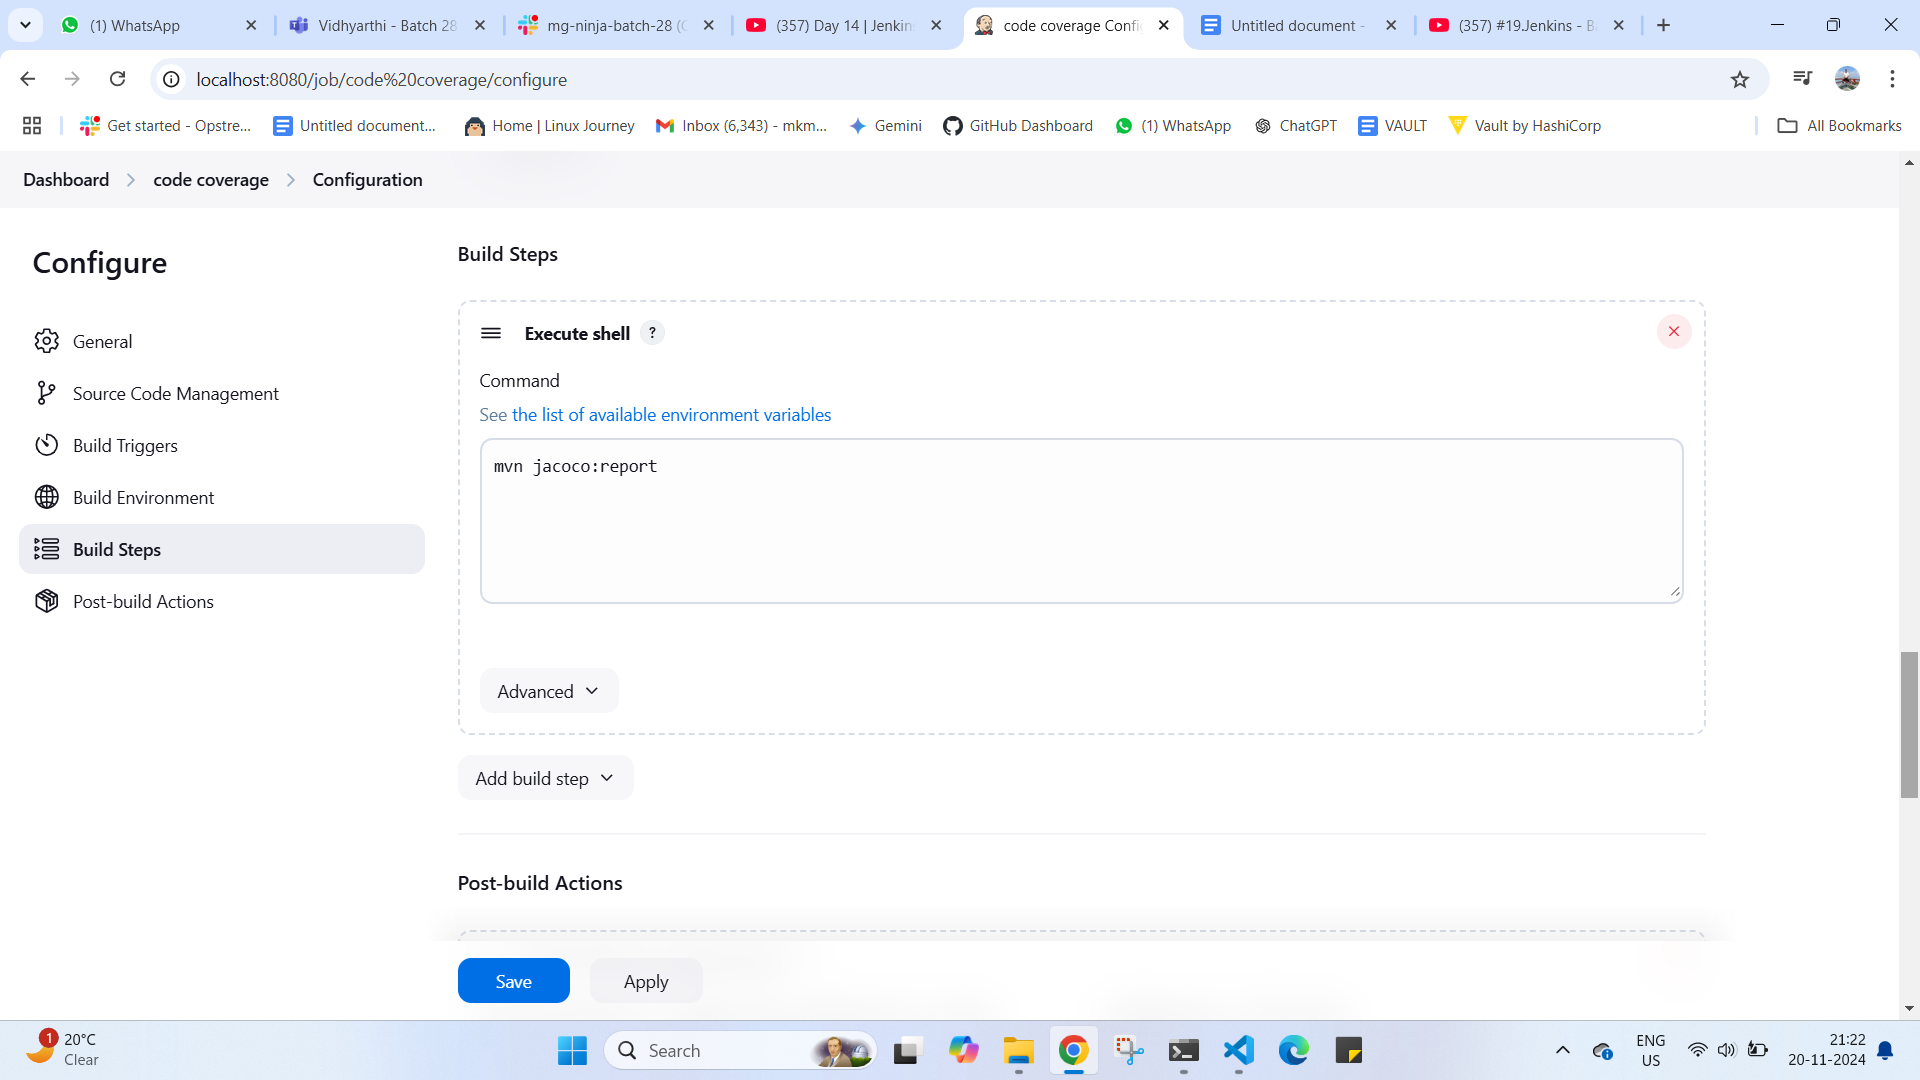 (1) WhatsApp
Vidhyarthi - Batch 28
mg-ninja-batch-28 (C
(357) Day 14 | Jenkins
code coverage Confi
Untitled document -
(357) #19.Jenkins - B
localhost:8080/job/code%20coverage/configure
Get started - Opstre...
Untitled document...
Home | Linux Journey
Inbox (6,343) - mkm...
Gemini
GitHub Dashboard
(1) WhatsApp
ChatGPT
VAULT
Vault by HashiCorp
All Bookmarks
Dashboard
code coverage
Configuration
Configure
General
Source Code Management
Build Triggers
Build Environment
Build Steps
Post-build Actions
Build Steps
Execute shell ?
Command
See the list of available environment variables
mvn jacoco:report
Advanced
Add build step
Post-build Actions
Save
Apply
1
20°C
Clear
Search
ENG
US
21:22
20-11-2024